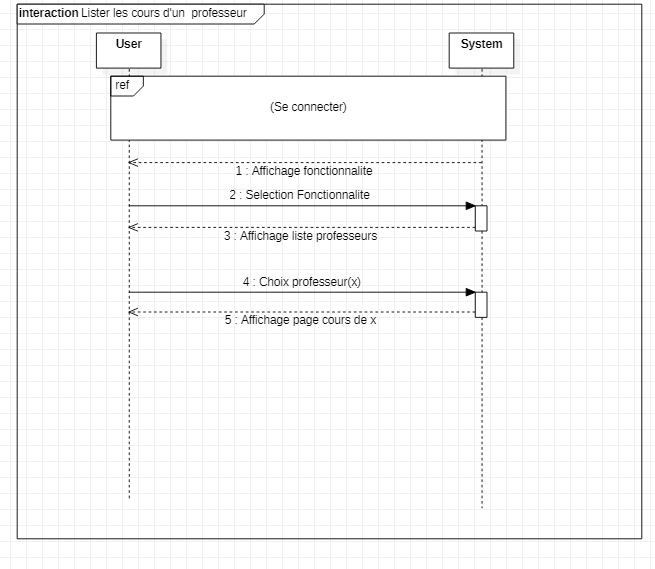 interaction Lister les cours d'un professeur
User
System
ref
(Se connecter)
1 : Affichage fonctionnalite
2 : Selection Fonctionnalite
3 : Affichage liste professeurs
4 : Choix professeur(x)
5 : Affichage page cours de x